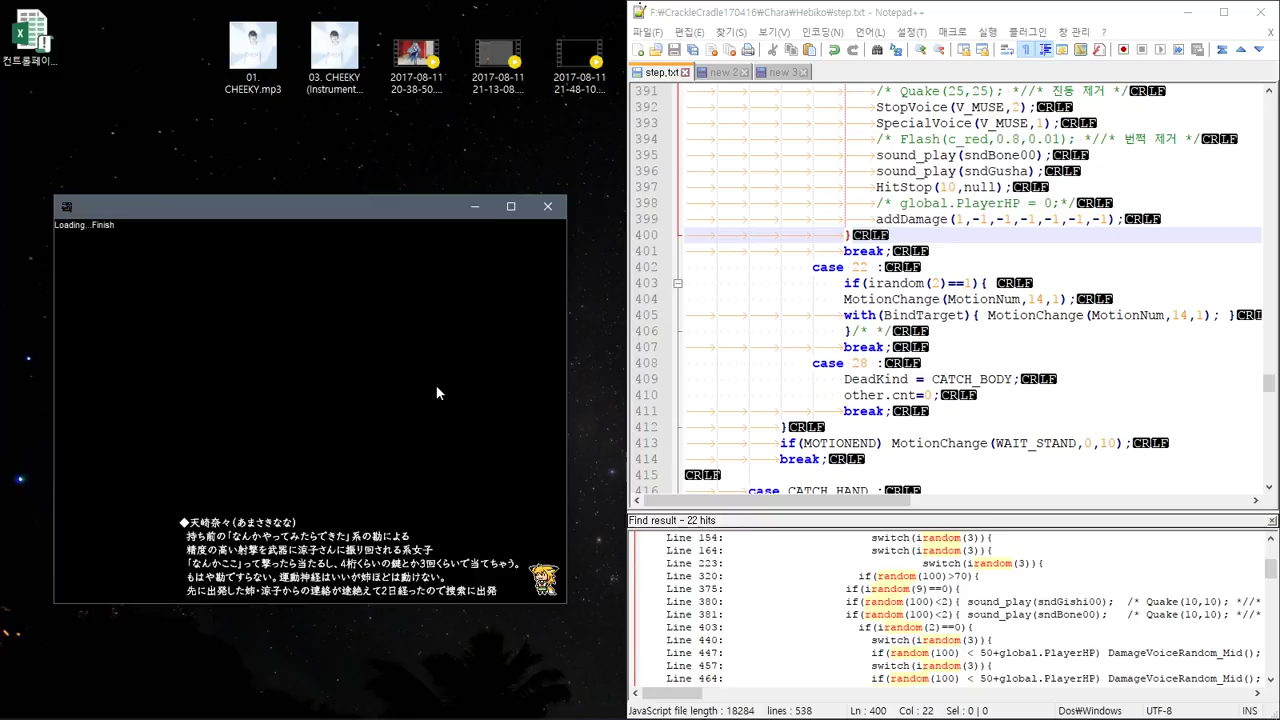 컨트롤페이...
01.
CHEEKY.mp3
03. CHEEKY
(Instrument...
2017-08-11
20-38-50....
2017-08-11
21-13-08....
2017-08-11
21-48-10....
Loading...Finish
◆天崎奈々(あまさきなな)
持ち前の「なんかやってみたらできた」系の勘による
精度の高い射撃を武器に涼子さんに振り回される系女子
「なんかここ」って撃ったら当たるし、4桁くらいの鍵とか3回くらいで当てちゃう。
もはや勘ですらない。運動神経はいいが姉ほどは動けない。
先に出発した姉・涼子からの連絡が途絶えて2日経ったので捜索に出発
F:\CrackleCradle170416\Chara\Hebiko\step.txt - Notepad++
파일(F) 편집(E) 찾기(S) 보기(V) 인코딩(N) 언어(L) 설정(T) 매크로 실행 플러그인 창 관리 ?
X
step.txt new 2 new 3
391 /* Quake(25,25); *//* 진동 제거 */CRLF
392 StopVoice(V_MUSE,2);CRLF
393 SpecialVoice(V_MUSE,1);CRLF
394 /* Flash(c_red,0.8,0.01); *//* 번쩍 제거 */CRLF
395 sound_play(sndBone00);CRLF
396 sound_play(sndGusha);CRLF
397 HitStop(10,null);CRLF
398 /* global.PlayerHP = 0;*/CRLF
399 addDamage(1,-1,-1,-1,-1,-1,-1);CRLF
400 }CRLF
401 break;CRLF
402 case 22 :CRLF
403 if(irandom(2)==1){ CRLF
404 MotionChange(MotionNum,14,1);CRLF
405 with(BindTarget){ MotionChange(MotionNum,14,1); }
406 }/* */CRLF
407 break;CRLF
408 case 28 :CRLF
409 DeadKind = CATCH_BODY;CRLF
410 other.cnt=0;CRLF
411 break;CRLF
412 }CRLF
413 if(MOTIONEND) MotionChange(WAIT_STAND,0,10);CRLF
414 break;CRLF
415 CRLF
416 case CATCH_HAND :CRLF
Find result - 22 hits
Line 154: switch(irandom(3)){
Line 164: switch(irandom(3)){
Line 223: switch(irandom(3)){
Line 320: if(random(100)>70){
Line 375: if(irandom(9)==0){
Line 380: if(random(100)<2){ sound_play(sndGishi00); /* Quake(10,10); *//*
Line 381: if(random(100)<2){ sound_play(sndBone00); /* Quake(10,10); *//*
Line 403: if(irandom(2)==0){
Line 440: switch(irandom(3)){
Line 447: if(random(100) < 50+global.PlayerHP) DamageVoiceRandom_Mid();
Line 457: switch(irandom(3)){
Line 464: if(random(100) < 50+global.PlayerHP) DamageVoiceRandom_Mid();
JavaScript file length : 18284 lines : 538 Ln : 400 Col : 22 Sel : 0 | 0 Dos\Windows UTF-8 INS